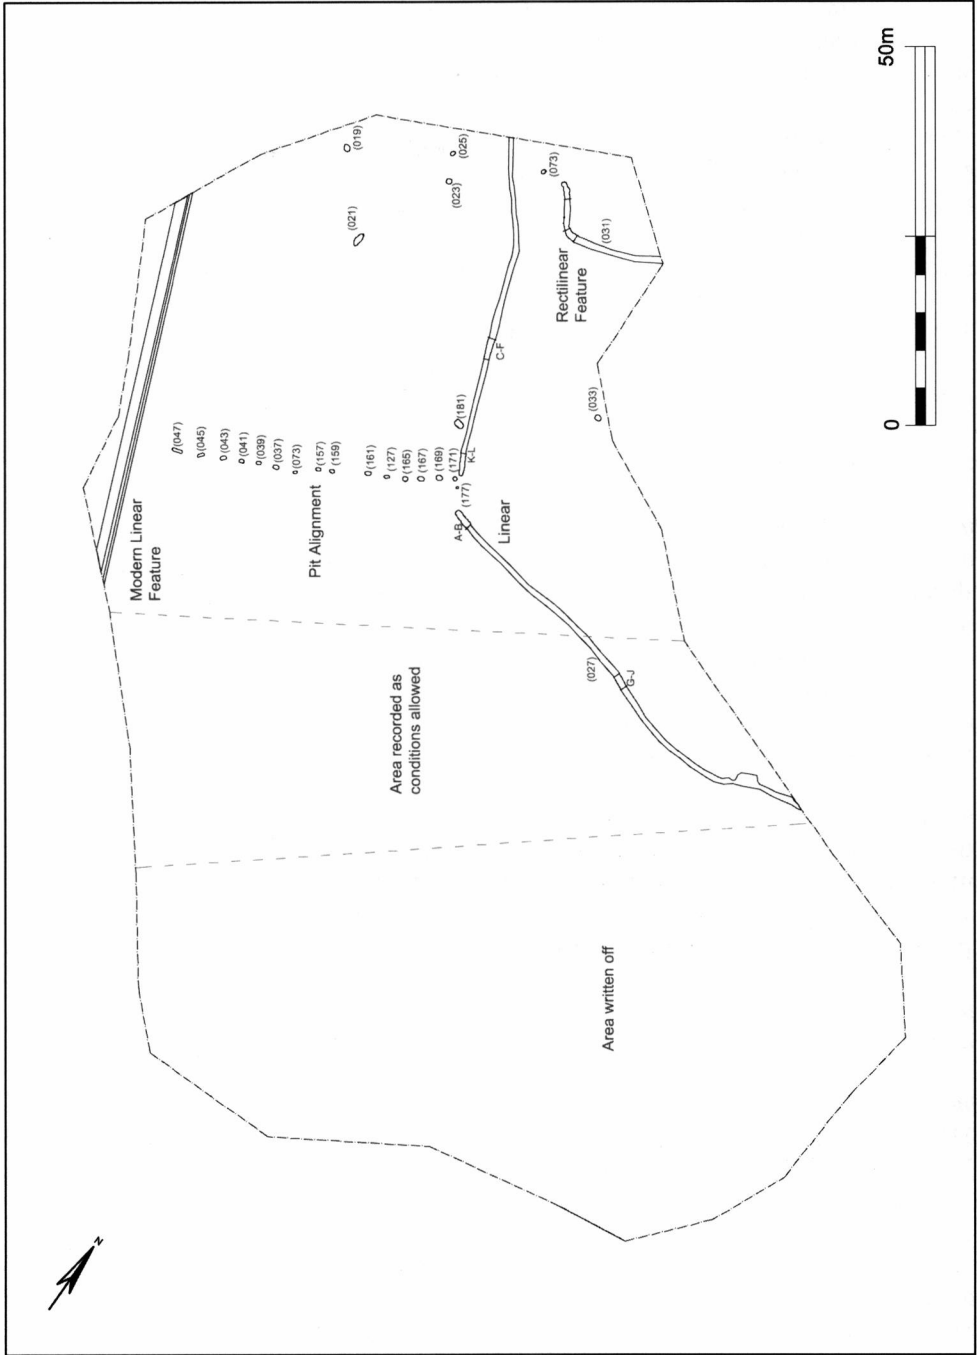 50m
0
N
(019)
(025)
(023)
(021)
(073)
(031)
Rectilinear
Feature
C-F
(033)
(181)
K-L
(047)
(045)
(043)
(041)
(039)
(037)
(073)
(157)
(159)
(161)
(127)
(165)
(167)
(169)
(171)
(177)
A-B
Linear
Pit Alignment
Modern Linear
Feature
(027)
G-J
Area recorded as
conditions allowed
Area written off